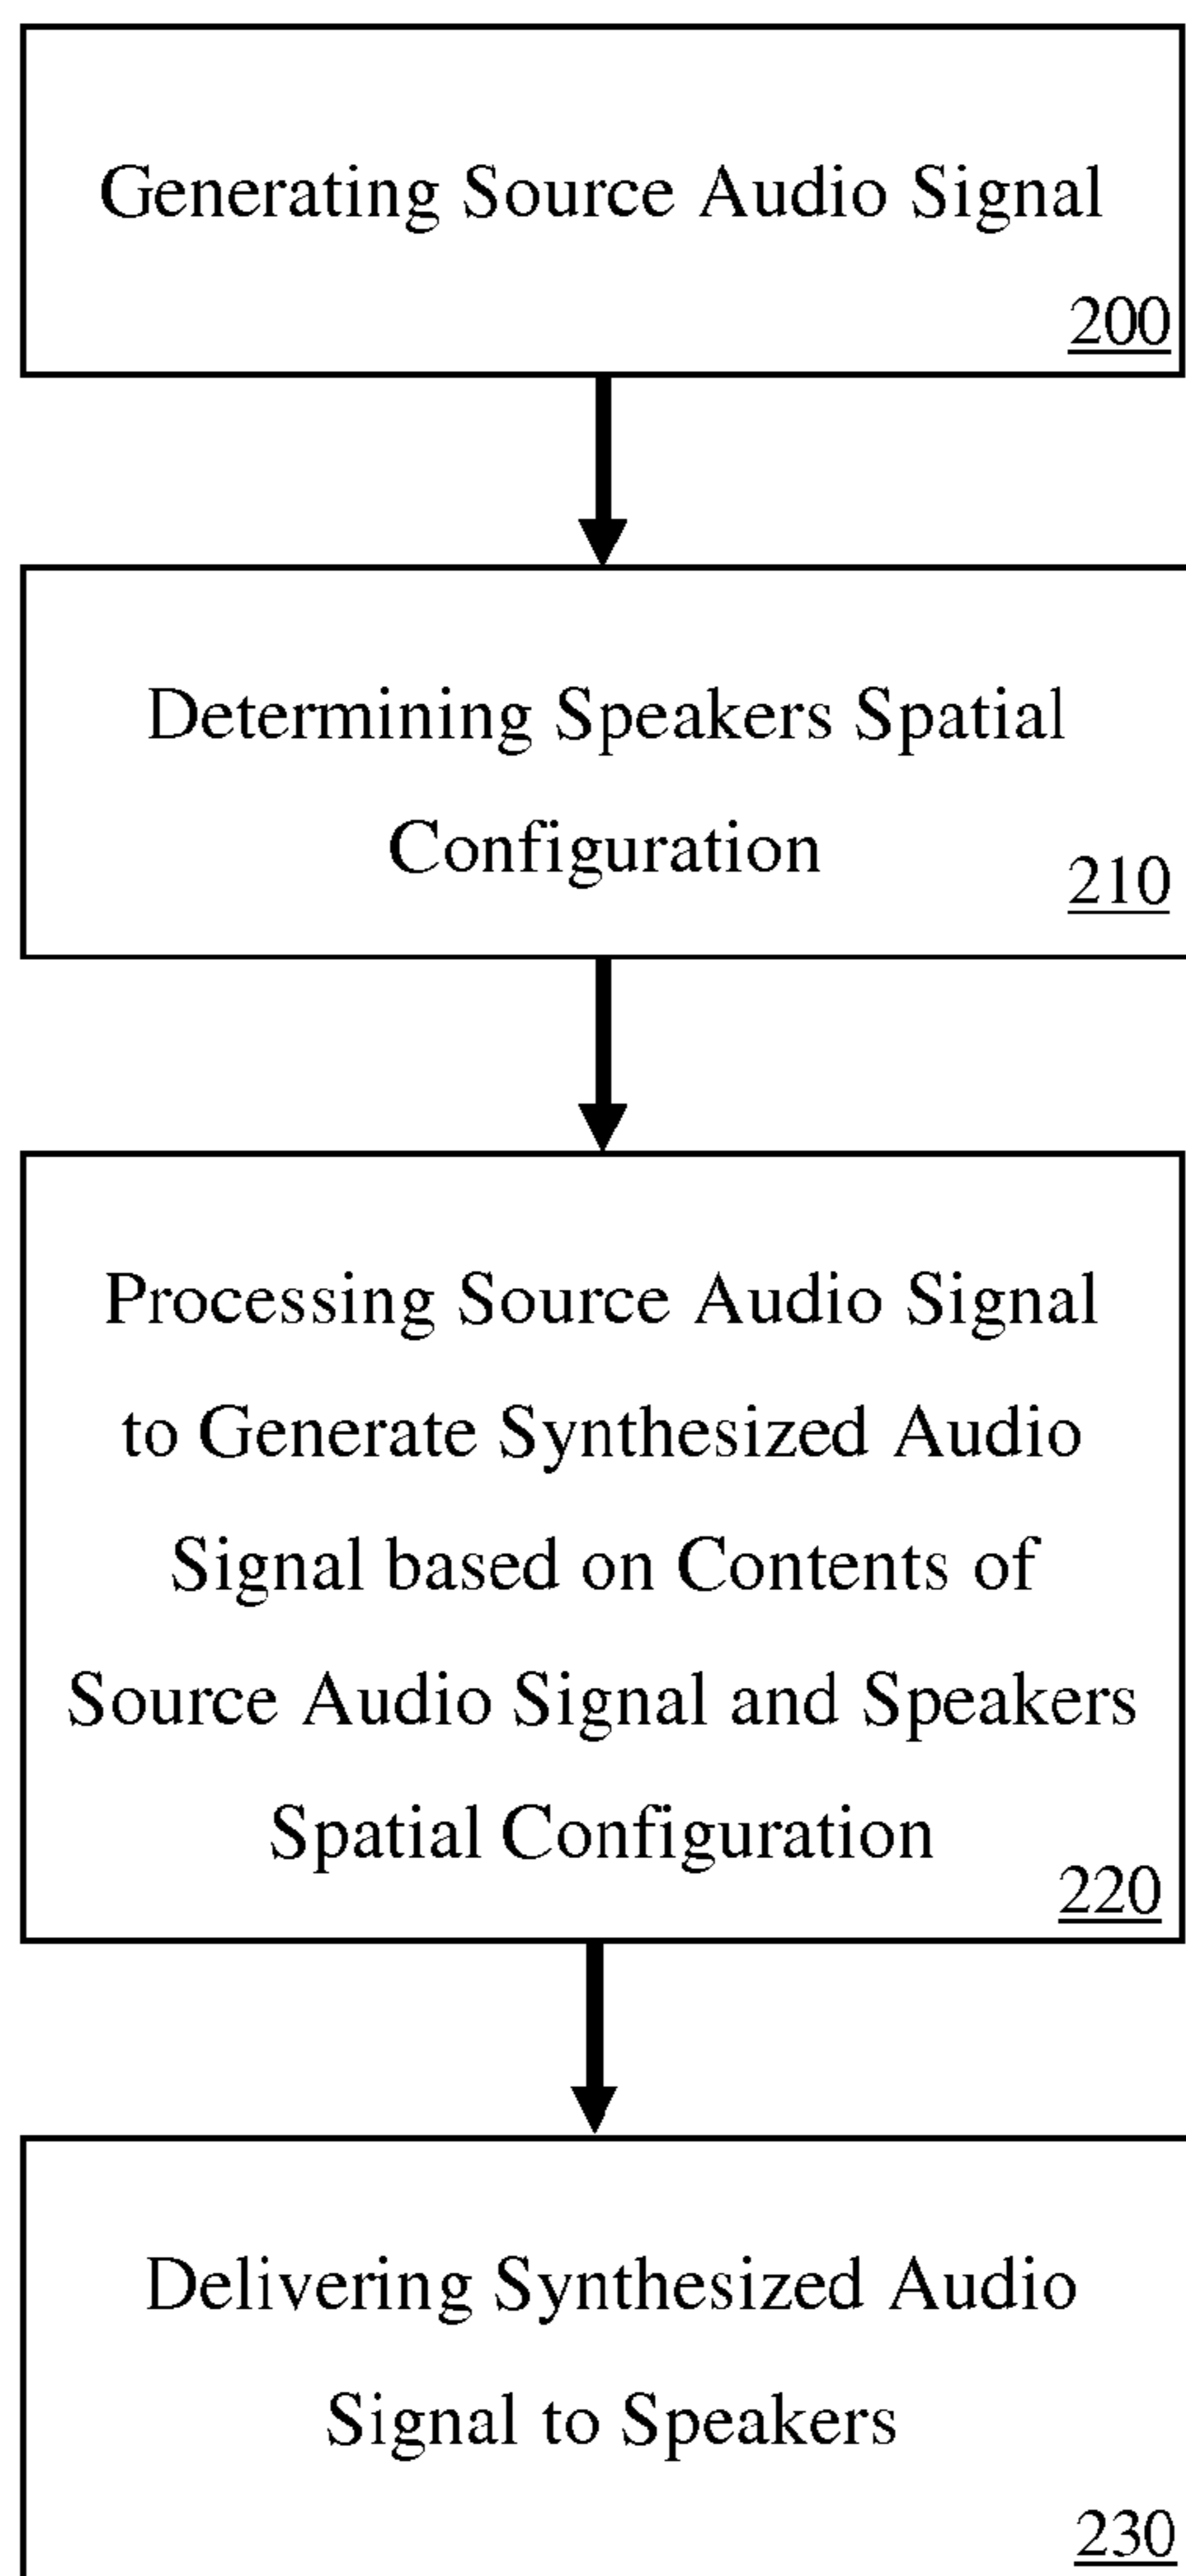 Generating Source Audio Signal
200
Determining Speakers Spatial
Configuration
210
Processing Source Audio Signal
to Generate Synthesized Audio
Signal based on Contents of
Source Audio Signal and Speakers
Spatial Configuration
220
Delivering Synthesized Audio
Signal to Speakers
230